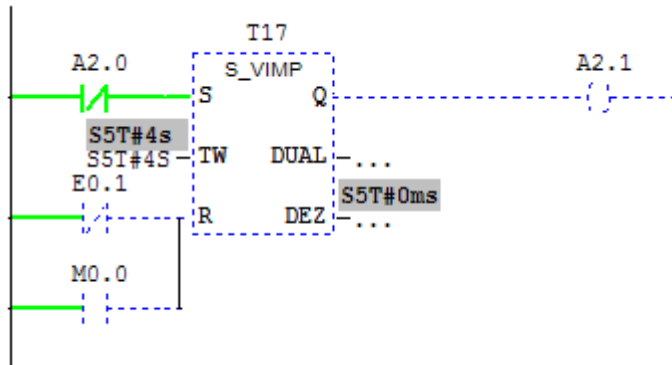 T17
A2.0
S_VIMP
A2.1
S
Q
S5T#4s
S5T#4S
TW
DUAL
...
E0.1
S5T#0ms
R
DEZ
...
M0.0